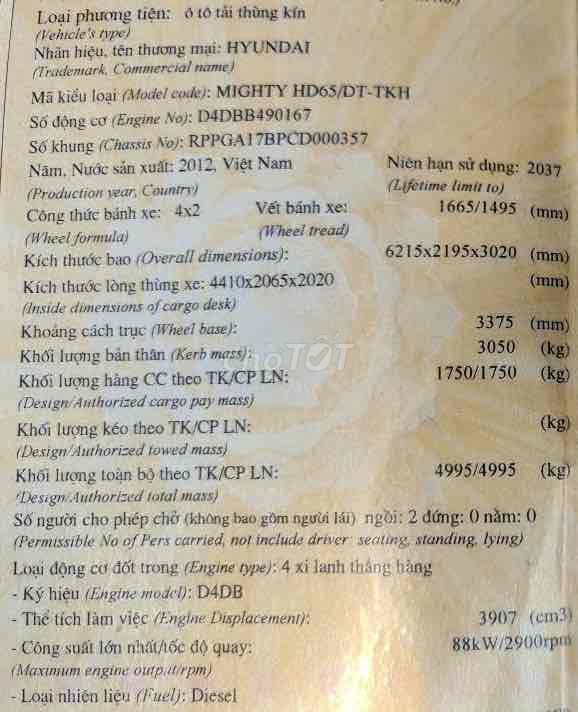 Loại phương tiện: ô tô tải thùng kín
(Vehicle's type)
Nhãn hiệu, tên thương mại: HYUNDAI
(Trademark, Commercial name)
Mã kiểu loại (Model code): MIGHTY HD65/DT-TKH
Số động cơ (Engine No): D4DBB490167
Số khung (Chassis No): RPPGA17BPCD000357
Năm, Nước sản xuất: 2012, Việt Nam Niên hạn sử dụng: 2037
(Production year, Country) (Lifetime limit to)
Công thức bánh xe: 4x2 Vết bánh xe: 1665/1495 (mm)
(Wheel formula) (Wheel tread)
Kích thước bao (Overall dimensions): 6215x2195x3020 (mm)
Kích thước lòng thùng xe: 4410x2065x2020 (mm)
(Inside dimensions of cargo desk)
Khoảng cách trục (Wheel base): 3375 (mm)
Khối lượng bản thân (Kerb mass): 3050 (kg)
Khối lượng hàng CC theo TK/CP LN: 1750/1750 (kg)
(Design/Authorized cargo pay mass)
Khối lượng kéo theo TK/CP LN: (kg)
(Design/Authorized towed mass)
Khối lượng toàn bộ theo TK/CP LN: 4995/4995 (kg)
(Design/Authorized total mass)
Số người cho phép chở (không bao gồm người lái) ngồi: 2 đứng: 0 nằm: 0
(Permissible No of Pers carried, not include driver: seating, standing, lying)
Loại động cơ đốt trong (Engine type): 4 xi lanh thẳng hàng
- Ký hiệu (Engine model): D4DB
- Thể tích làm việc (Engine Displacement): 3907 (cm3)
- Công suất lớn nhất/tốc độ quay: 88kW/2900rpm
(Maximum engine output/rpm)
- Loại nhiên liệu (Fuel): Diesel